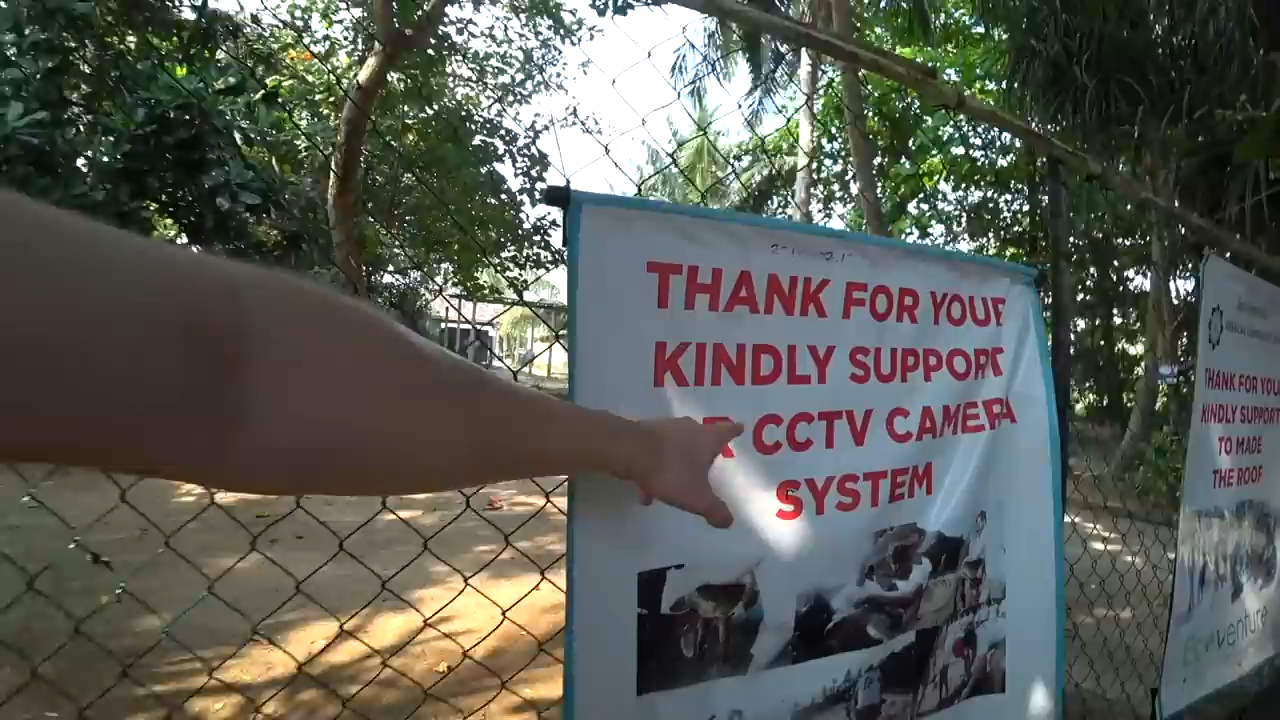 THANK FOR YOUR
KINDLY SUPPORT
CCTV CAMERA
SYSTEM
THANK FOR YOU
KINDLY SUPPORT
TO MADE
THE ROOF